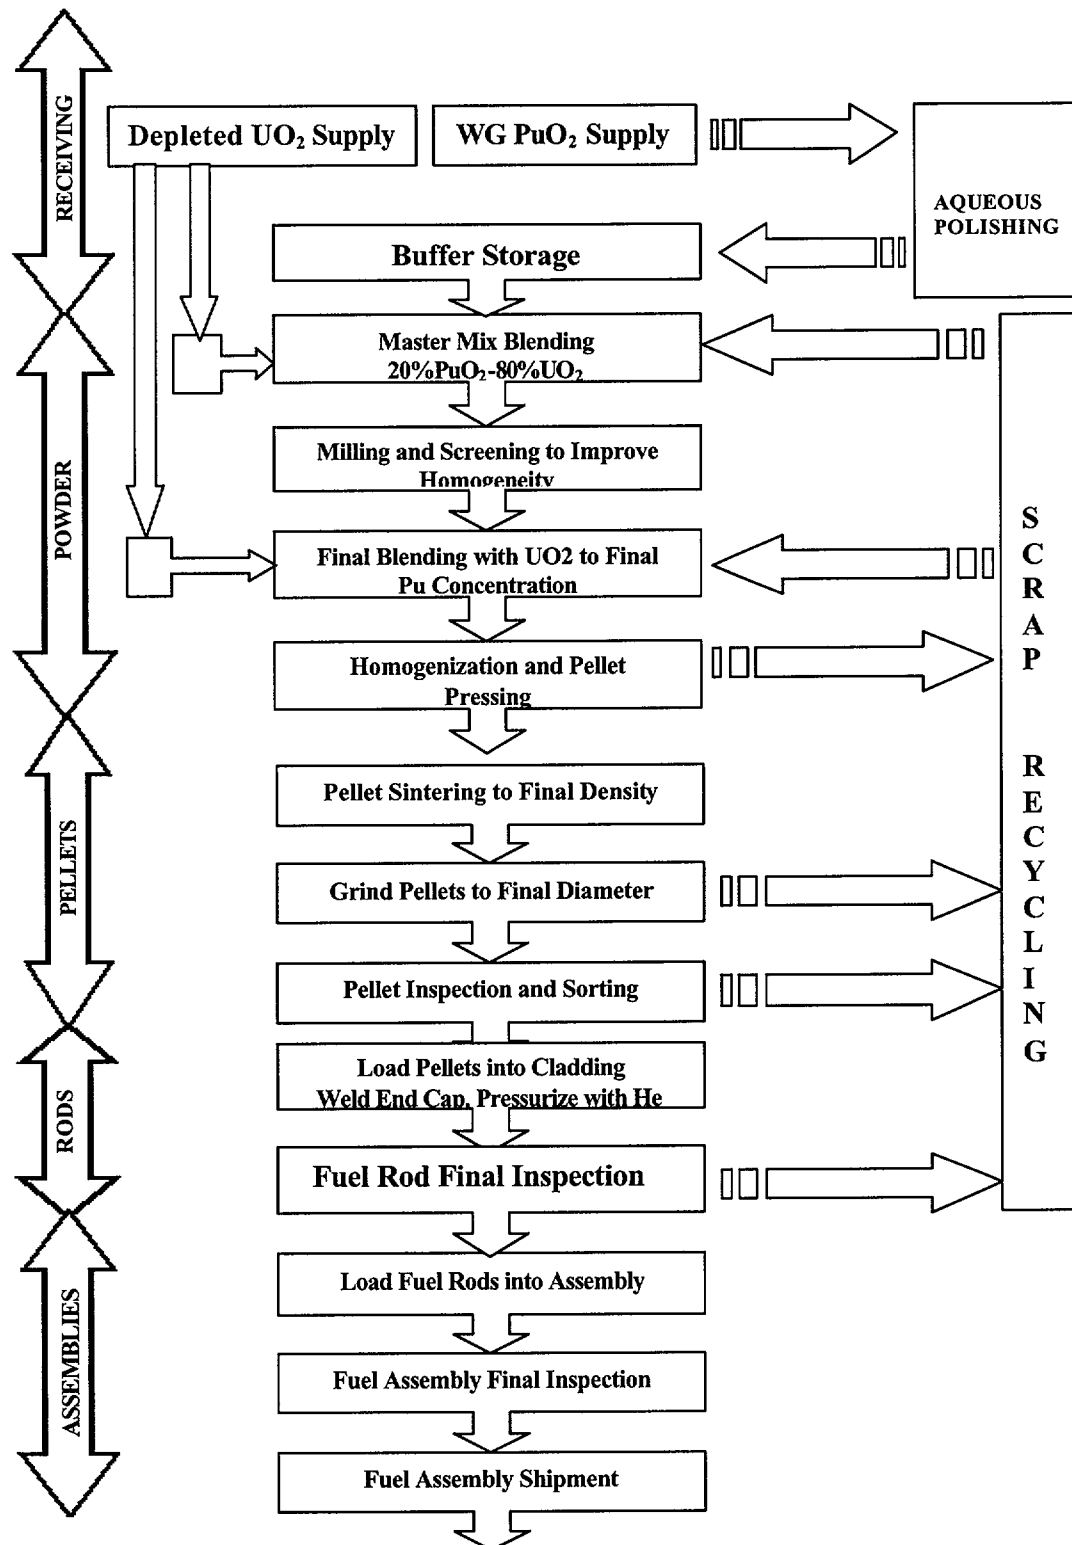 RECEIVING
Depleted UO₂ Supply
WG PuO₂ Supply
AQUEOUS
POLISHING
Buffer Storage
Master Mix Blending
20%PuO₂-80%UO₂
POWDER
Milling and Screening to Improve
Homogeneity
Final Blending with UO2 to Final
Pu Concentration
Homogenization and Pellet
Pressing
SCRAP RECYCLING
PELLETS
Pellet Sintering to Final Density
Grind Pellets to Final Diameter
Pellet Inspection and Sorting
RODS
Load Pellets into Cladding
Weld End Cap, Pressurize with He
Fuel Rod Final Inspection
ASSEMBLIES
Load Fuel Rods into Assembly
Fuel Assembly Final Inspection
Fuel Assembly Shipment